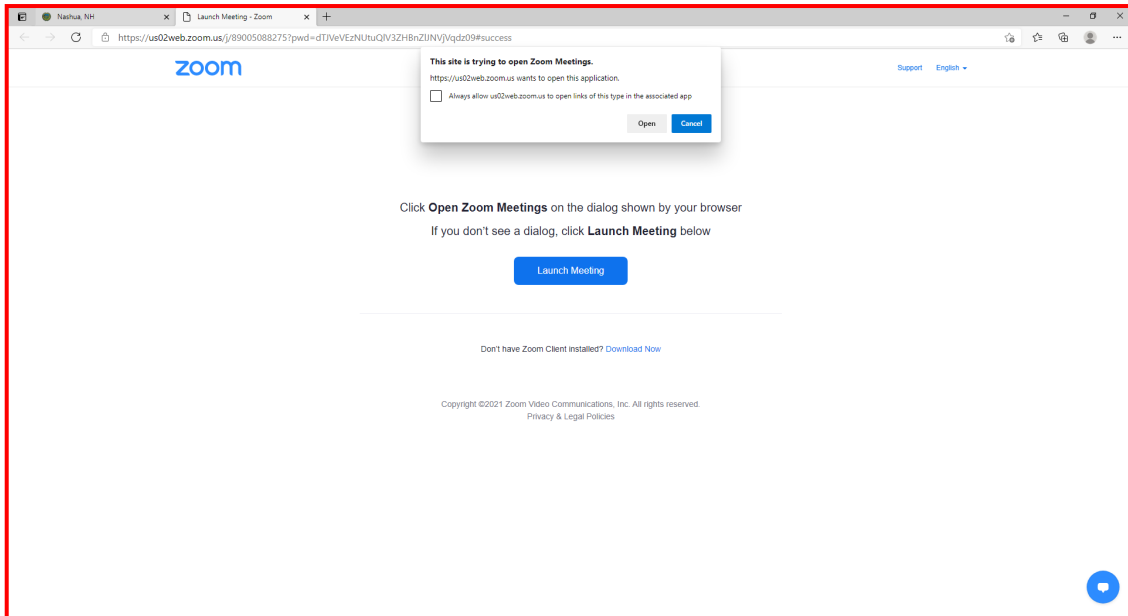 Nashua, NH
Launch Meeting - Zoom
https://us02web.zoom.us/j/89005088275?pwd=dTJVeVEzNUtuQlV3ZHBnZlJNVjVqdz09#success
zoom
Support English
This site is trying to open Zoom Meetings.
https://us02web.zoom.us wants to open this application.
Always allow us02web.zoom.us to open links of this type in the associated app
Open Cancel
Click Open Zoom Meetings on the dialog shown by your browser
If you don't see a dialog, click Launch Meeting below
Launch Meeting
Don't have Zoom Client installed? Download Now
Copyright ©2021 Zoom Video Communications, Inc. All rights reserved.
Privacy & Legal Policies